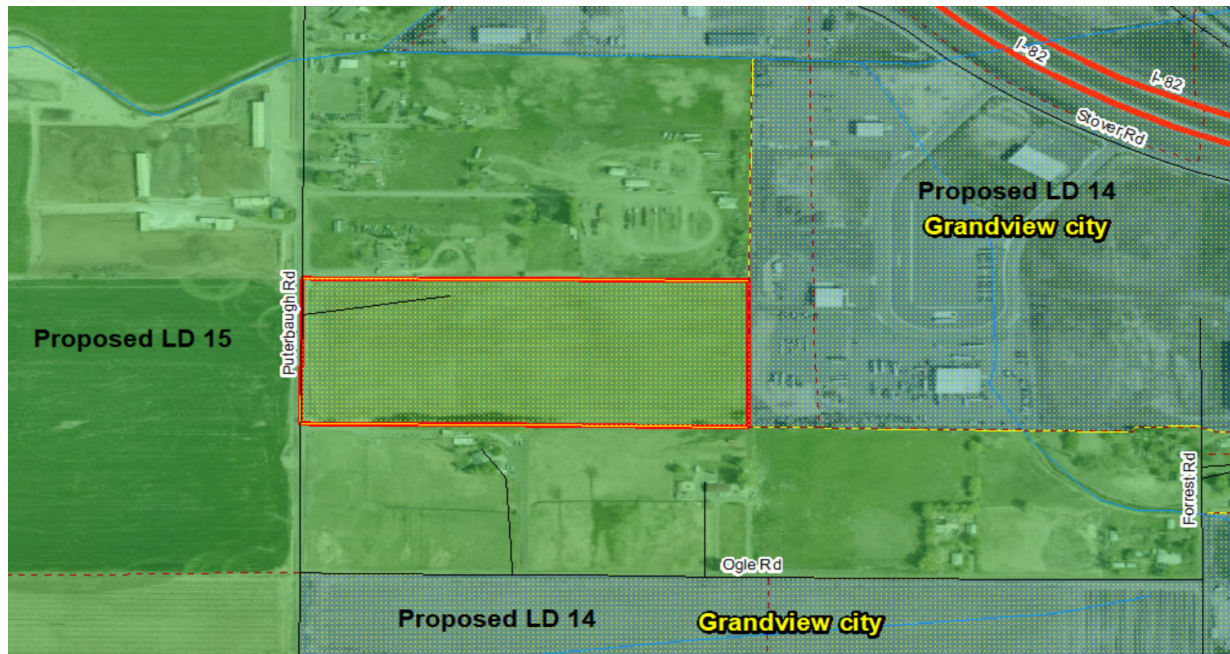 I-82
I-82
Stover Rd
Proposed LD 14
Grandview city
Puterbaugh Rd
Proposed LD 15
Forrest Rd
Ogle Rd
Proposed LD 14
Grandview city